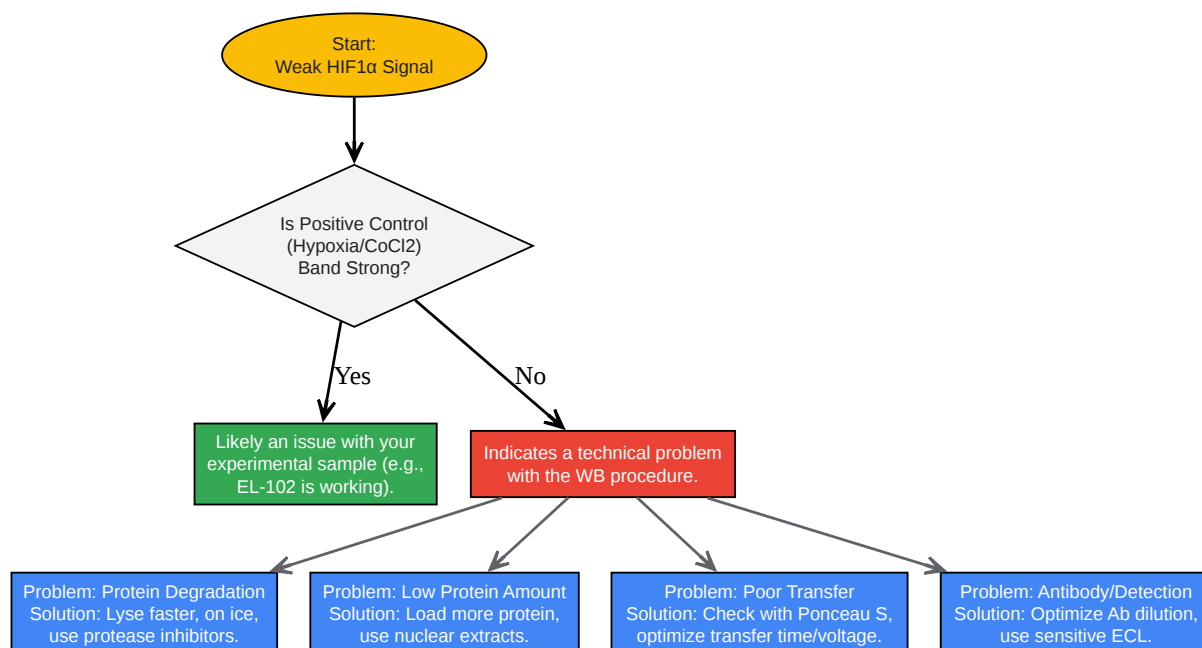 Start:
Weak HIF1α Signal
Is Positive Control
(Hypoxia/CoCl2)
Band Strong?
Yes
No
Likely an issue with your
experimental sample (e.g.,
EL-102 is working).
Indicates a technical problem
with the WB procedure.
Problem: Protein Degradation
Solution: Lyse faster, on ice,
use protease inhibitors.
Problem: Low Protein Amount
Solution: Load more protein,
use nuclear extracts.
Problem: Poor Transfer
Solution: Check with Ponceau S,
optimize transfer time/voltage.
Problem: Antibody/Detection
Solution: Optimize Ab dilution,
use sensitive ECL.